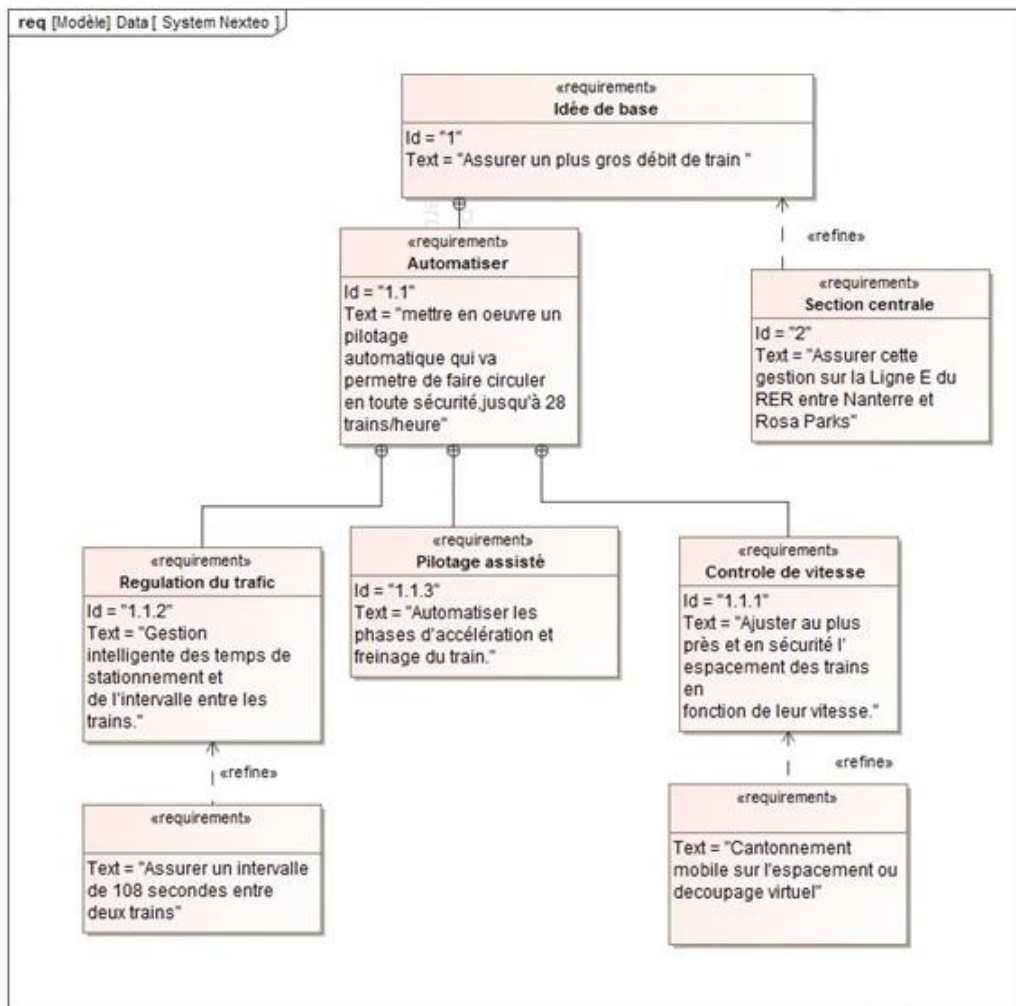 req [Modèle] Data [ System Nexteo ]
«requirement»
Idée de base
Id = "1"
Text = "Assurer un plus gros débit de train "
«requirement»
Automatiser
Id = "1.1"
Text = "mettre en oeuvre un
pilotage
automatique qui va
permetre de faire circuler
en toute sécurité,jusqu'à 28
trains/heure"
«refine»
«requirement»
Section centrale
Id = "2"
Text = "Assurer cette
gestion sur la Ligne E du
RER entre Nanterre et
Rosa Parks"
«requirement»
Regulation du trafic
Id = "1.1.2"
Text = "Gestion
intelligente des temps de
stationnement et
de l'intervalle entre les
trains."
«requirement»
Pilotage assisté
Id = "1.1.3"
Text = "Automatiser les
phases d'accélération et
freinage du train."
«requirement»
Controle de vitesse
Id = "1.1.1"
Text = "Ajuster au plus
près et en sécurité l'
espacement des trains
en
fonction de leur vitesse."
«refine»
«requirement»
Text = "Assurer un intervalle
de 108 secondes entre
deux trains"
«refine»
«requirement»
Text = "Cantonnement
mobile sur l'espacement ou
decoupage virtuel"